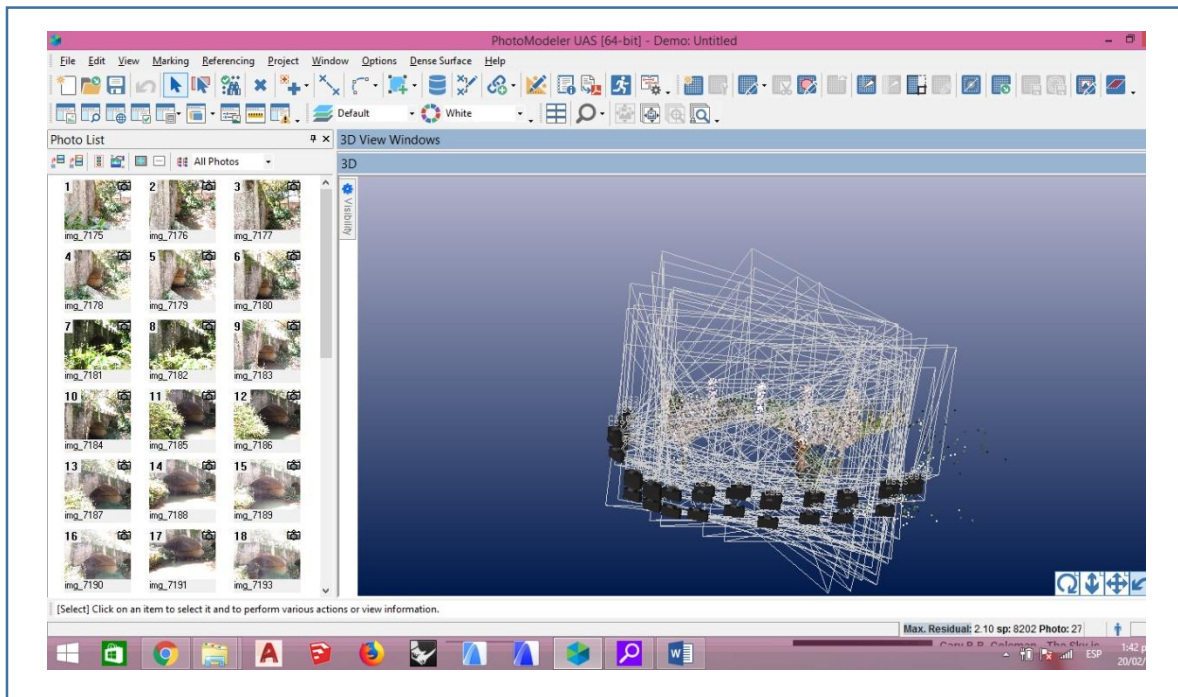 PhotoModeler UAS [64-bit] - Demo: Untitled
File Edit View Marking Referencing Project Window Options Dense Surface Help
Default White
Photo List
3D View Windows
All Photos
3D
Visibility
1 2 3
img_7175 img_7176 img_7177
4 5 6
img_7178 img_7179 img_7180
7 8 9
img_7181 img_7182 img_7183
10 11 12
img_7184 img_7185 img_7186
13 14 15
img_7187 img_7188 img_7189
16 17 18
img_7190 img_7191 img_7193
[Select] Click on an item to select it and to perform various actions or view information.
Max. Residual: 2.10 sp: 8202 Photo: 27
ESP
1:42 p
20/02/